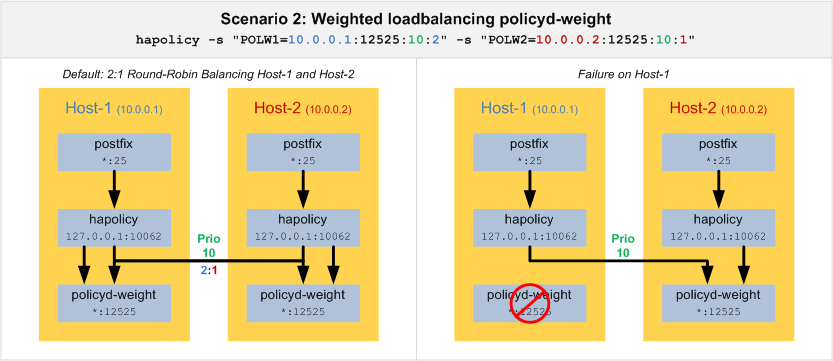 Scenario 2: Weighted loadbalancing policyd-weight
hapolicy -s "POLW1=10.0.0.1:12525:10:2" -s "POLW2=10.0.0.2:12525:10:1"
Default: 2:1 Round-Robin Balancing Host-1 and Host-2
Host-1 (10.0.0.1)
Host-2 (10.0.0.2)
postfix
*:25
postfix
*:25
hapolicy
127.0.0.1:10062
hapolicy
127.0.0.1:10062
Prio
10
2:1
policyd-weight
*:12525
policyd-weight
*:12525
Failure on Host-1
Host-1 (10.0.0.1)
Host-2 (10.0.0.2)
postfix
*:25
postfix
*:25
hapolicy
127.0.0.1:10062
hapolicy
127.0.0.1:10062
Prio
10
policyd-weight
*:12525
policyd-weight
*:12525